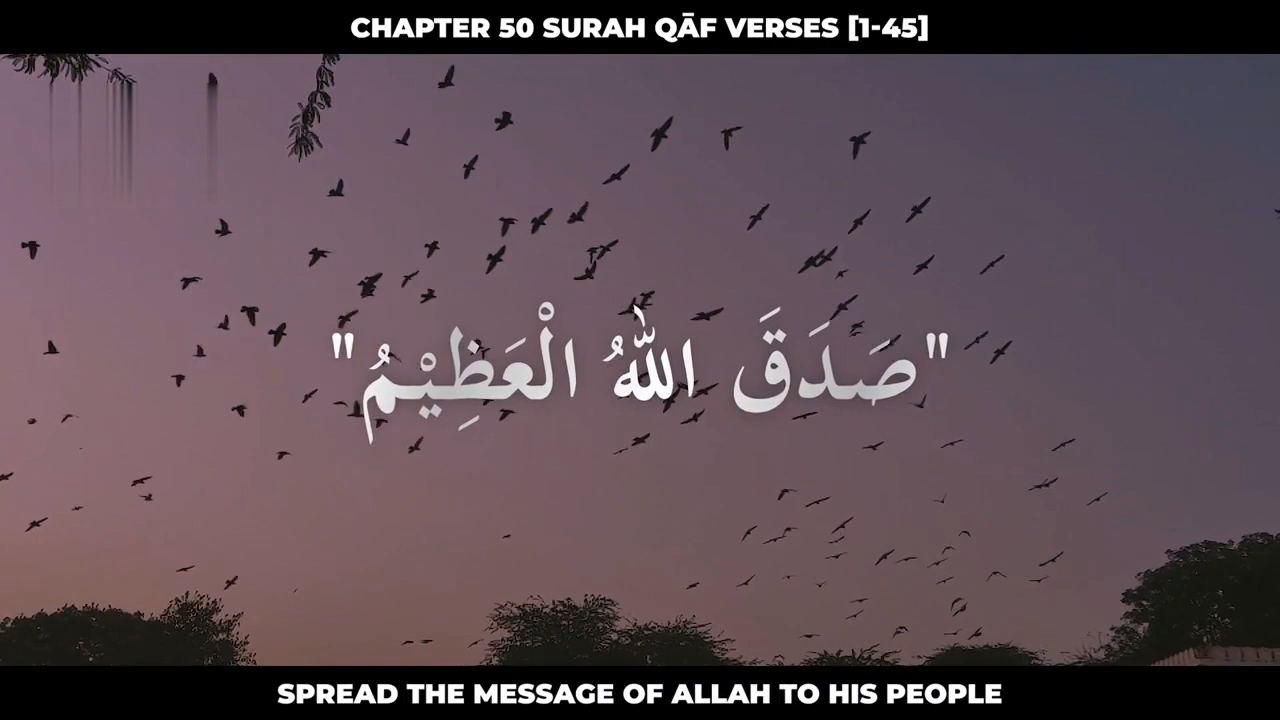 CHAPTER 50 SURAH QĀF VERSES [1-45]
"صَدَقَ اللّٰهُ الْعَظِيْمُ"
SPREAD THE MESSAGE OF ALLAH TO HIS PEOPLE